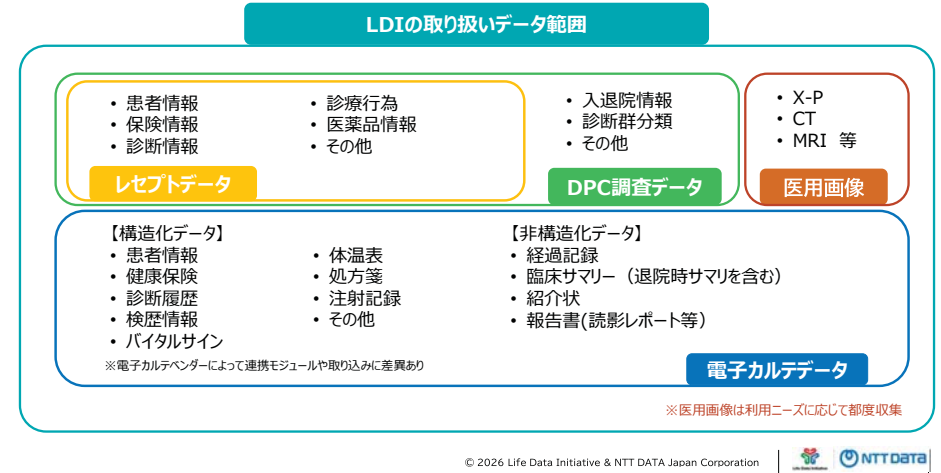 LDIの取り扱いデータ範囲
• 患者情報
• 保険情報
• 診断情報
• 診療行為
• 医薬品情報
• その他
レセプトデータ
• 入退院情報
• 診断群分類
• その他
DPC調査データ
• X-P
• CT
• MRI 等
医用画像
【構造化データ】
• 患者情報
• 健康保険
• 診断履歴
• 検歴情報
• バイタルサイン
• 体温表
• 処方箋
• 注射記録
• その他
※電子カルテベンダーによって連携モジュールや取り込みに差異あり
【非構造化データ】
• 経過記録
• 臨床サマリー（退院時サマリを含む）
• 紹介状
• 報告書(読影レポート等）
電子カルテデータ
※医用画像は利用ニーズに応じて都度収集
© 2026 Life Data Initiative & NTT DATA Japan Corporation
Life Data Initiative
NTT DATA